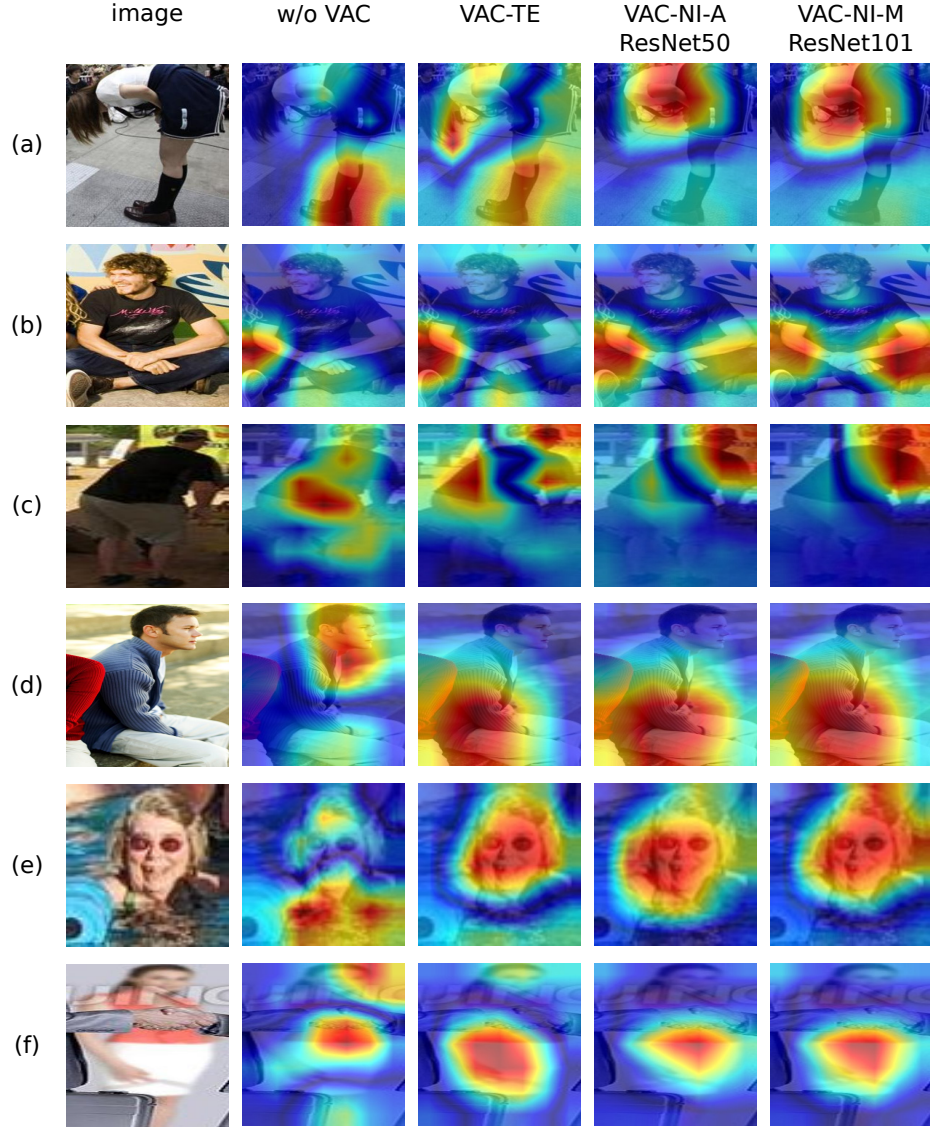 image w/o VAC VAC-TE VAC-NI-A VAC-NI-M
ResNet50 ResNet101
(a)
(b)
(c)
(d)
(e)
(f)